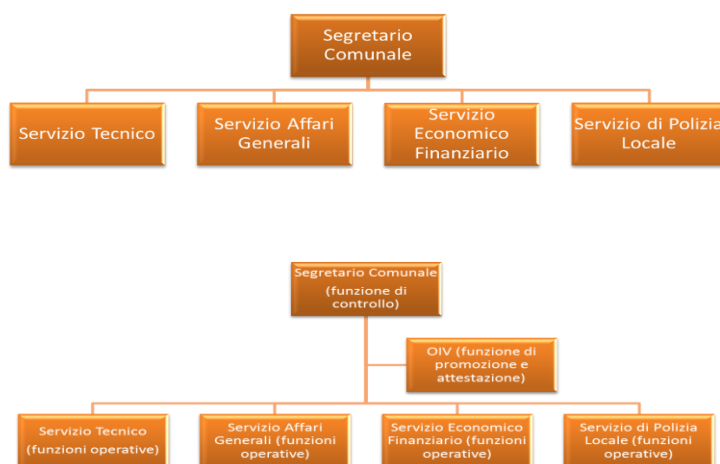 Segretario
Comunale
Servizio Tecnico
Servizio Affari
Generali
Servizio
Economico
Finanziario
Servizio di Polizia
Locale
Segretario Comunale
(funzione di
controllo)
OIV (funzione di
promozione e
attestazione)
Servizio Tecnico
(funzioni operative)
Servizio Affari
Generali (funzioni
operative)
Servizio Economico
Finanziario (funzioni
operative)
Servizio di Polizia
Locale (funzioni
operative)